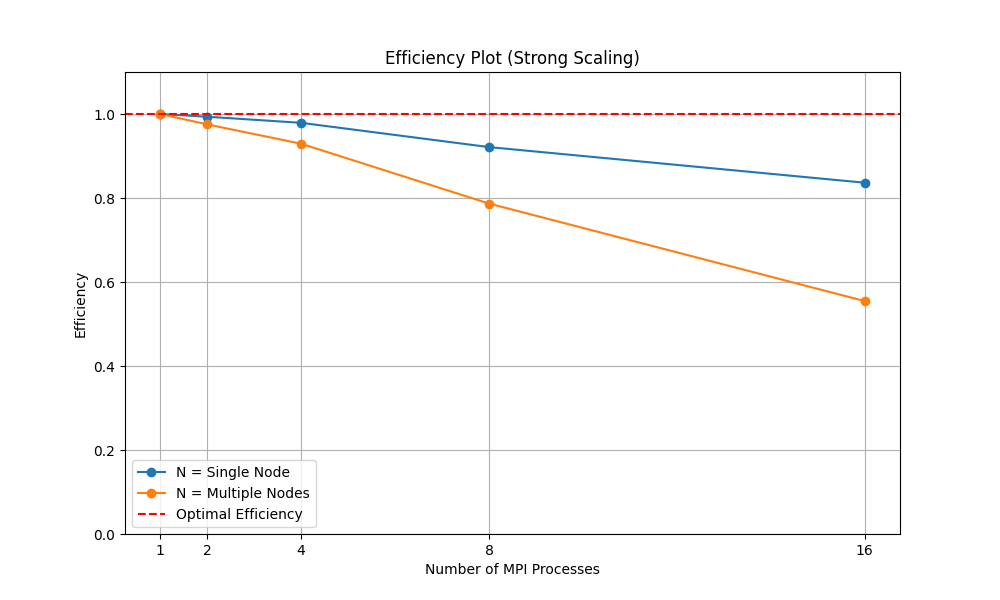 Efficiency Plot (Strong Scaling)
1.0
0.8
0.6
0.4
0.2
0.0
Efficiency
N = Single Node
N = Multiple Nodes
Optimal Efficiency
1 2 4 8 16
Number of MPI Processes